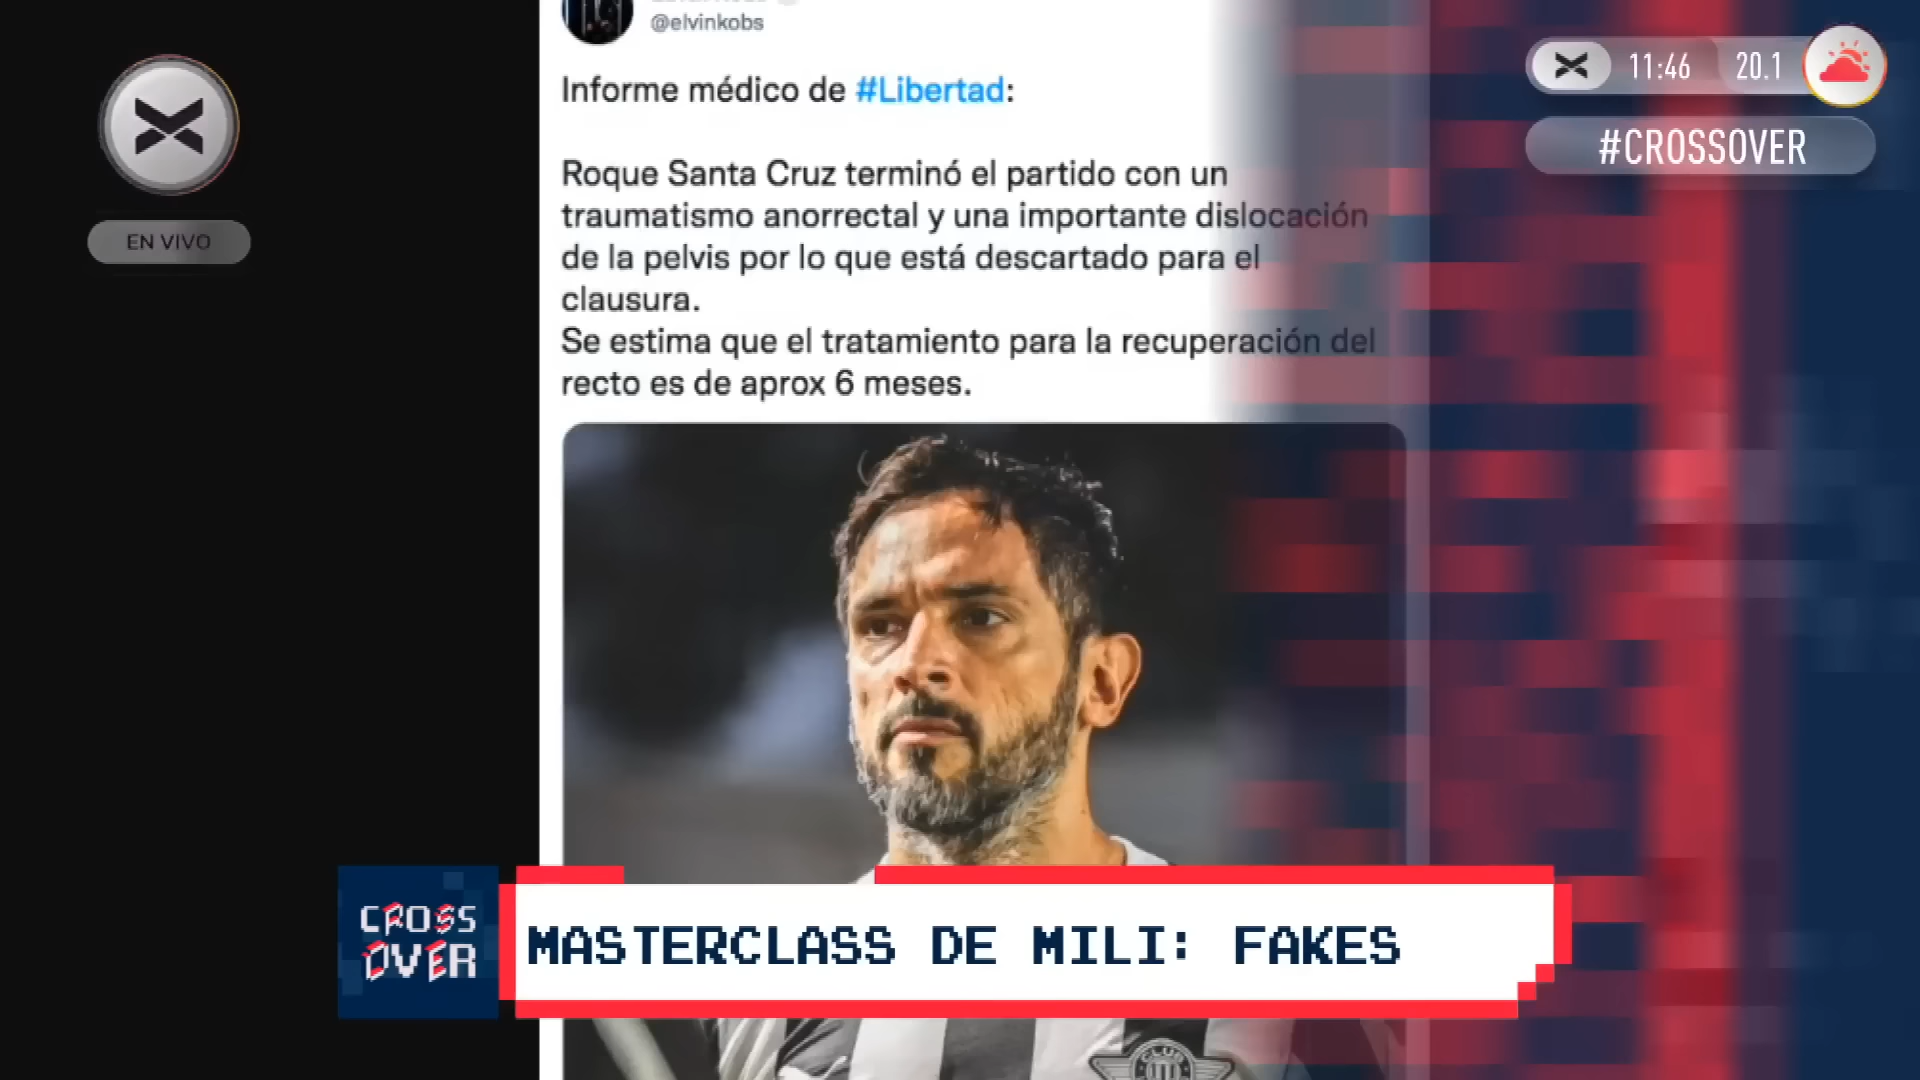 @elvinkobs
Informe médico de #Libertad:
Roque Santa Cruz terminó el partido con un
traumatismo anorrectal y una importante dislocación
de la pelvis por lo que está descartado para el
clausura.
Se estima que el tratamiento para la recuperación del
recto es de aprox 6 meses.
EN VIVO
11:46 20.1
#CROSSOVER
CROSS
OVER
MASTERCLASS DE MILI: FAKES
CLUB